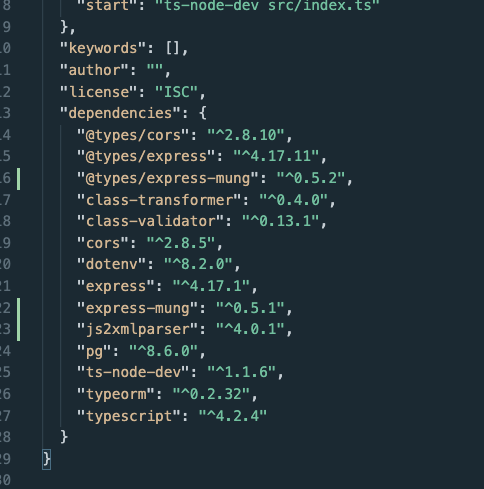 8 "start": "ts-node-dev src/index.ts"
9 },
10 "keywords": [],
11 "author": "",
12 "license": "ISC",
13 "dependencies": {
14 "@types/cors": "^2.8.10",
15 "@types/express": "^4.17.11",
16 "@types/express-mung": "^0.5.2",
17 "class-transformer": "^0.4.0",
18 "class-validator": "^0.13.1",
19 "cors": "^2.8.5",
20 "dotenv": "^8.2.0",
21 "express": "^4.17.1",
22 "express-mung": "^0.5.1",
23 "js2xmlparser": "^4.0.1",
24 "pg": "^8.6.0",
25 "ts-node-dev": "^1.1.6",
26 "typeorm": "^0.2.32",
27 "typescript": "^4.2.4"
28 }
29 }
30